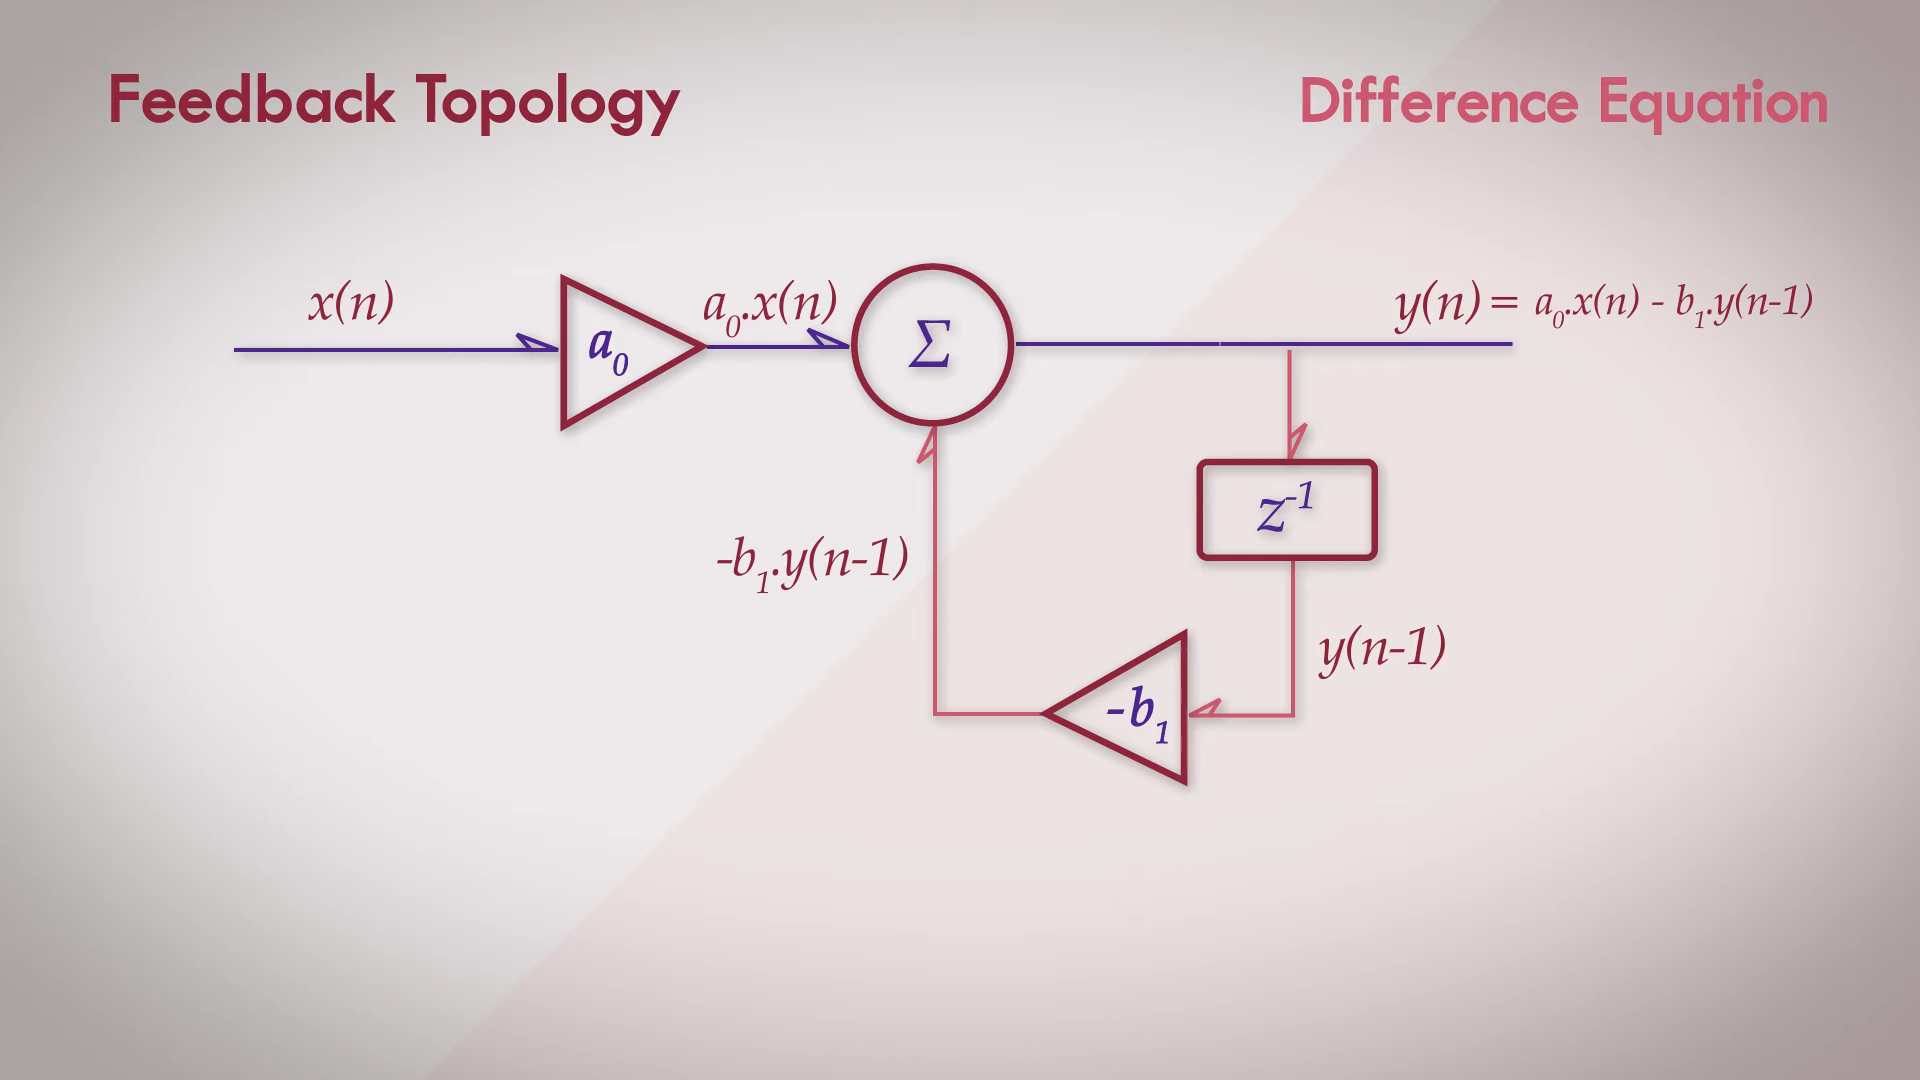 Feedback Topology
Difference Equation
x(n)
a₀
a₀.x(n)
Σ
y(n) = a₀.x(n) - b₁.y(n-1)
z⁻¹
-b₁.y(n-1)
y(n-1)
-b₁